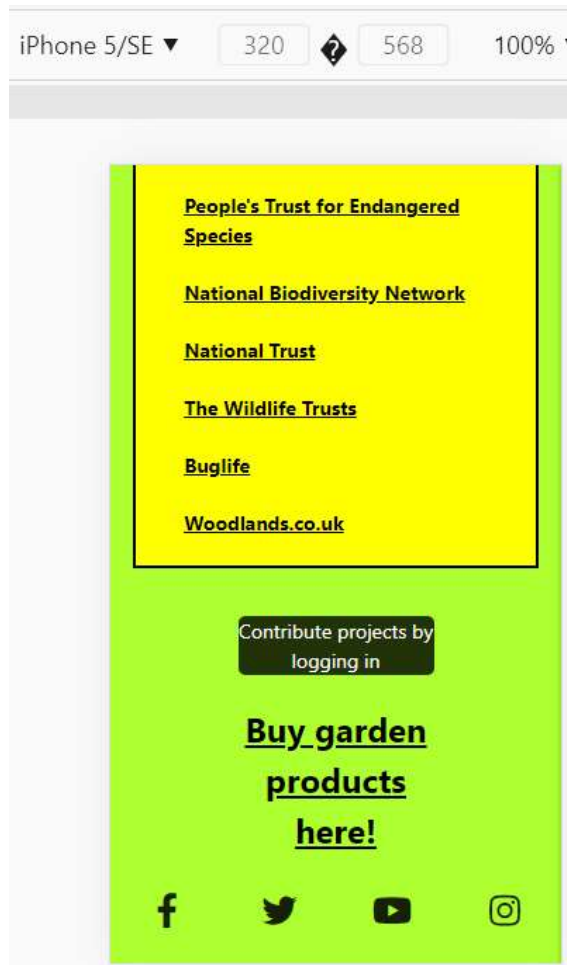 iPhone 5/SE ▼ 320 � 568 100%
People's Trust for Endangered
Species
National Biodiversity Network
National Trust
The Wildlife Trusts
Buglife
Woodlands.co.uk
Contribute projects by
logging in
Buy garden
products
here!